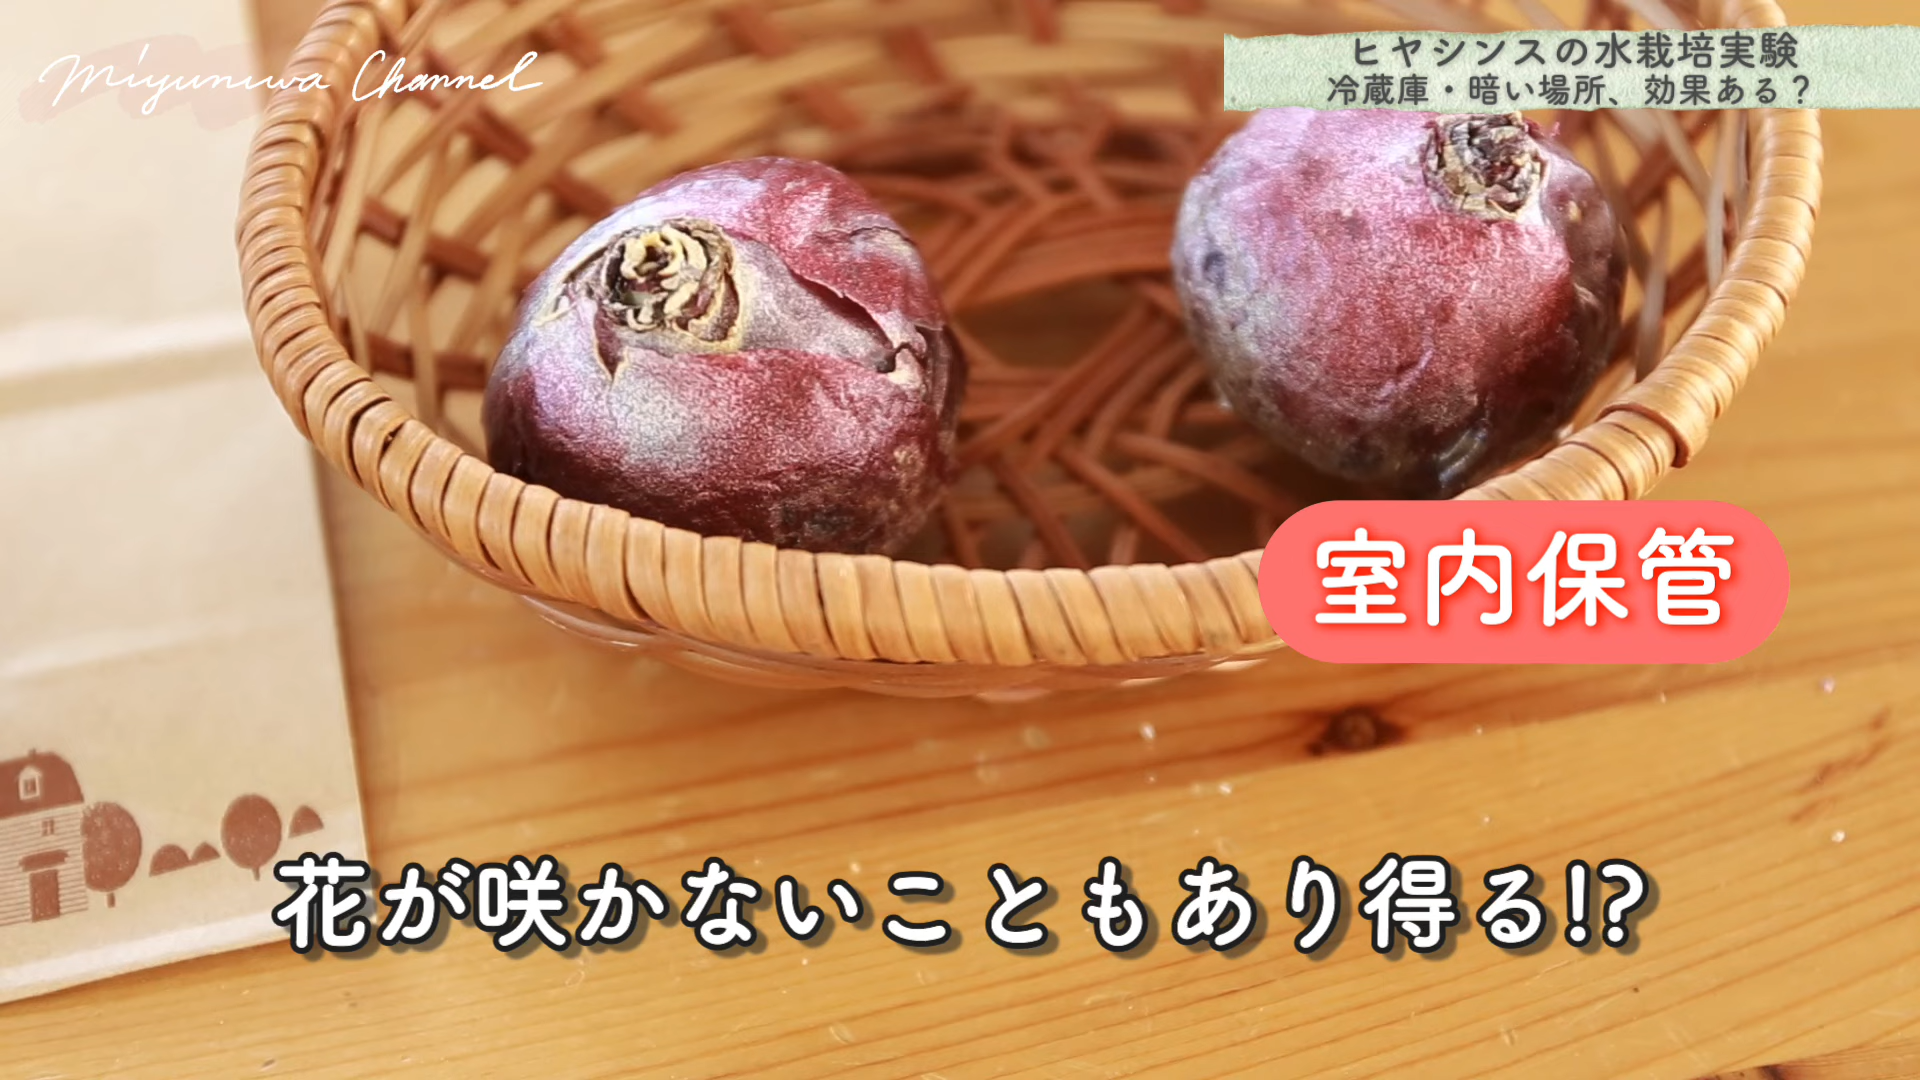 Miyuniwa Channel
ヒヤシンスの水栽培実験
冷蔵庫・暗い場所、効果ある？
室内保管
花が咲かないこともあり得る!?